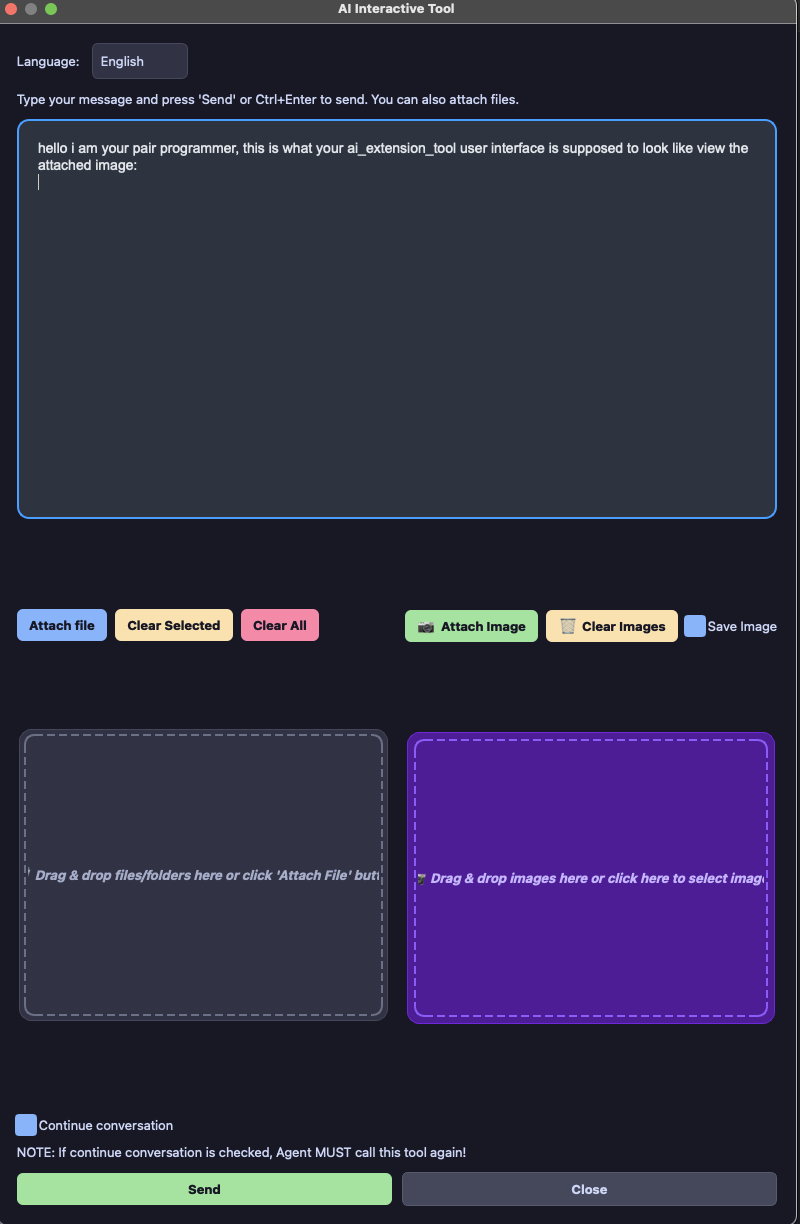 AI Interactive Tool
Language: English
Type your message and press 'Send' or Ctrl+Enter to send. You can also attach files.
hello i am your pair programmer, this is what your ai_extension_tool user interface is supposed to look like view the
attached image:
Attach file Clear Selected Clear All Attach Image Clear Images Save Image
Drag & drop files/folders here or click 'Attach File'
Drag & drop images here or click here to select
Continue conversation
NOTE: If continue conversation is checked, Agent MUST call this tool again!
Send Close